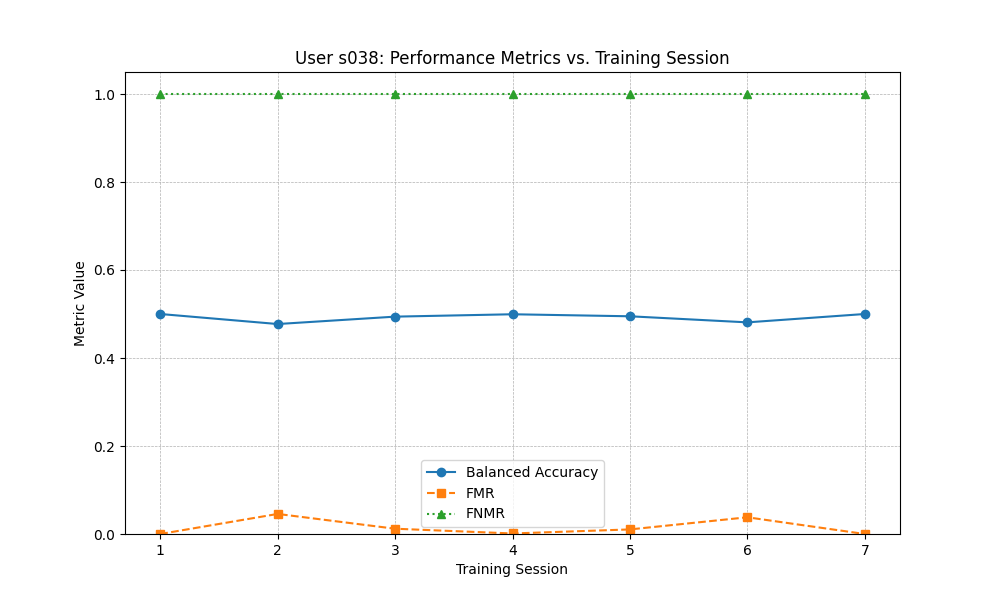 User s038: Performance Metrics vs. Training Session
Metric Value
1.0
0.8
0.6
0.4
0.2
0.0
Balanced Accuracy
FMR
FNMR
1 2 3 4 5 6 7
Training Session